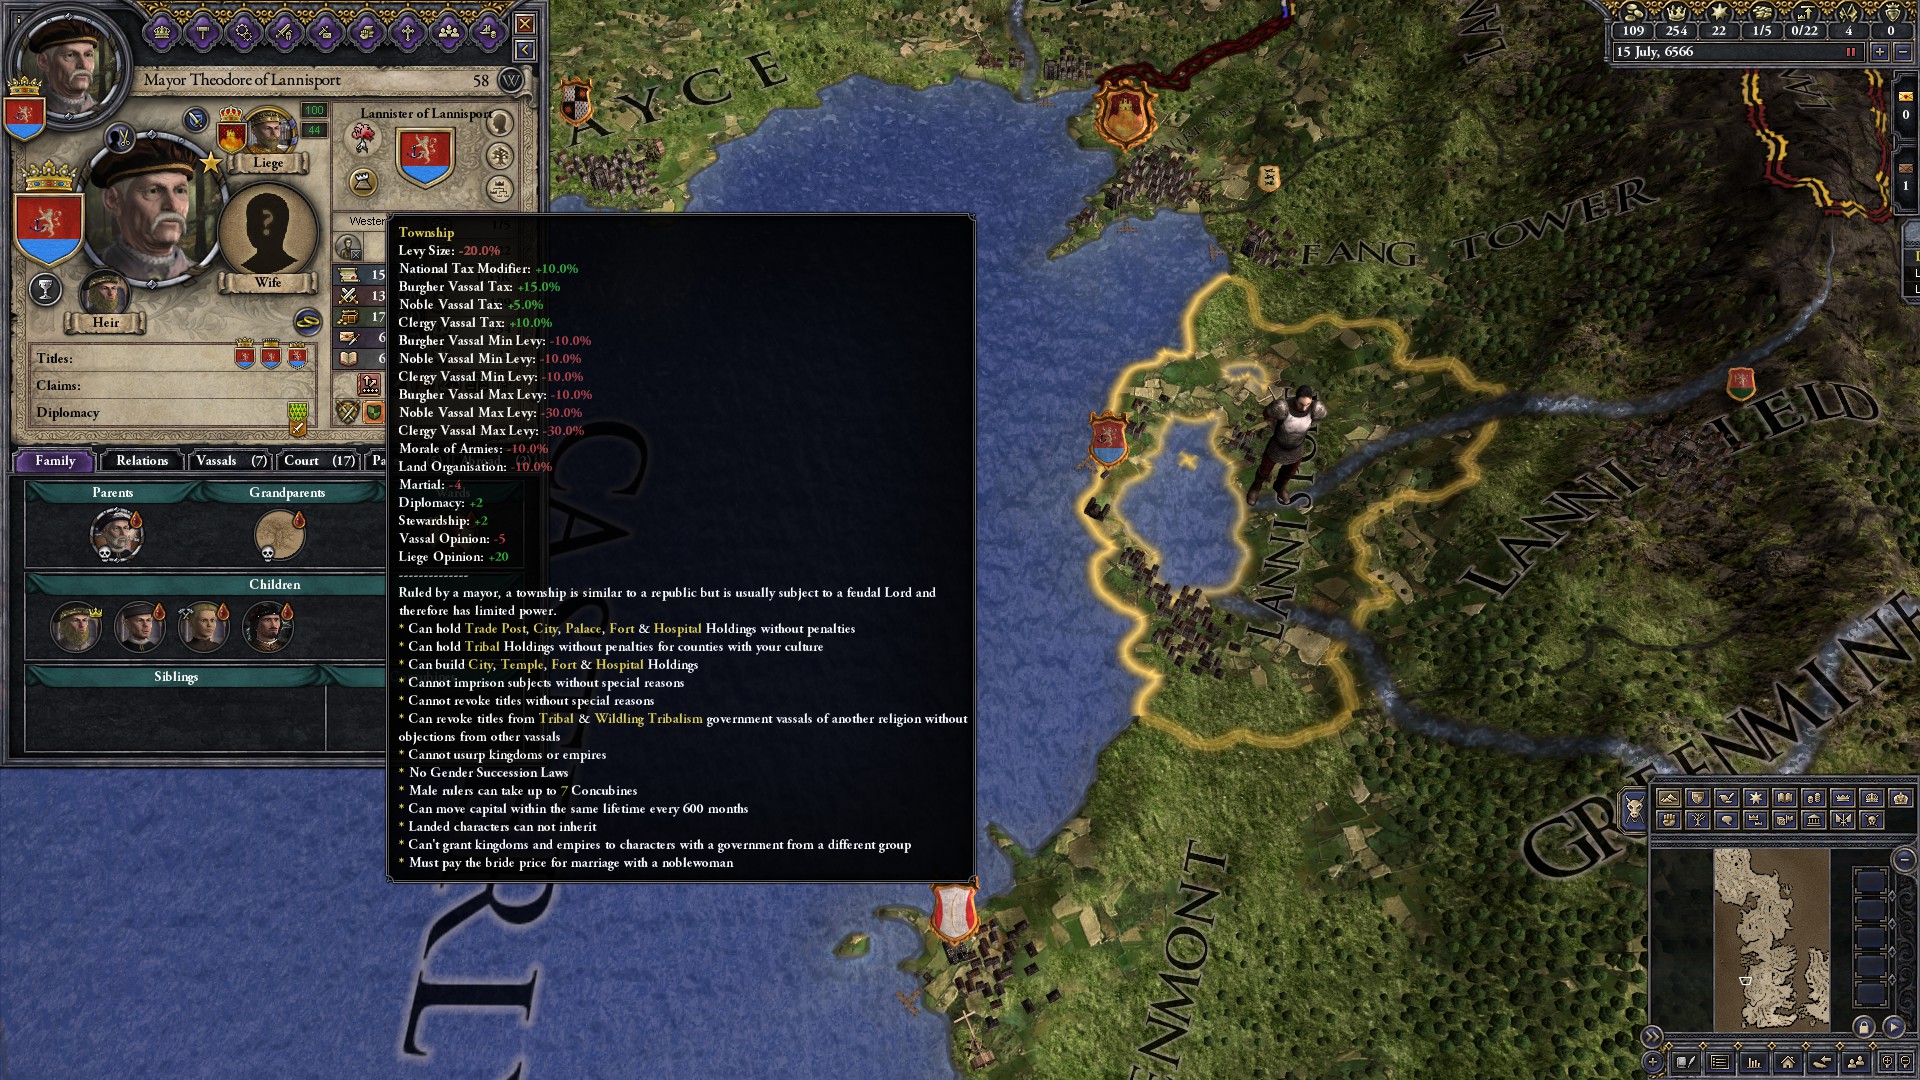 Mayor Theodore of Lannisport
58
109
254
22
1/5
0/22
4
0
15 July, 6566
0
1
100
44
Liege
Lannister of Lannisport
Wife
Heir
15
13
17
6
6
Titles:
Claims:
Diplomacy
Family
Relations
Vassals (7)
Court (17)
Parents
Grandparents
Children
Siblings
Township
Levy Size: -20.0%
National Tax Modifier: +10.0%
Burgher Vassal Tax: +15.0%
Noble Vassal Tax: +5.0%
Clergy Vassal Tax: +10.0%
Burgher Vassal Min Levy: -10.0%
Noble Vassal Min Levy: -10.0%
Clergy Vassal Min Levy: -10.0%
Burgher Vassal Max Levy: -10.0%
Noble Vassal Max Levy: -30.0%
Clergy Vassal Max Levy: -30.0%
Morale of Armies: -10.0%
Land Organisation: -10.0%
Martial: -4
Diplomacy: +2
Stewardship: +2
Vassal Opinion: -5
Liege Opinion: +20
--------------
Ruled by a mayor, a township is similar to a republic but is usually subject to a feudal Lord and
therefore has limited power.
* Can hold Trade Post, City, Palace, Fort & Hospital Holdings without penalties
* Can hold Tribal Holdings without penalties for counties with your culture
* Can build City, Temple, Fort & Hospital Holdings
* Cannot imprison subjects without special reasons
* Cannot revoke titles without special reasons
* Can revoke titles from Tribal & Wildling Tribalism government vassals of another religion without
objections from other vassals
* Cannot usurp kingdoms or empires
* No Gender Succession Laws
* Male rulers can take up to 7 Concubines
* Can move capital within the same lifetime every 600 months
* Landed characters can not inherit
* Can't grant kingdoms and empires to characters with a government from a different group
* Must pay the bride price for marriage with a noblewoman
FANG TOWER